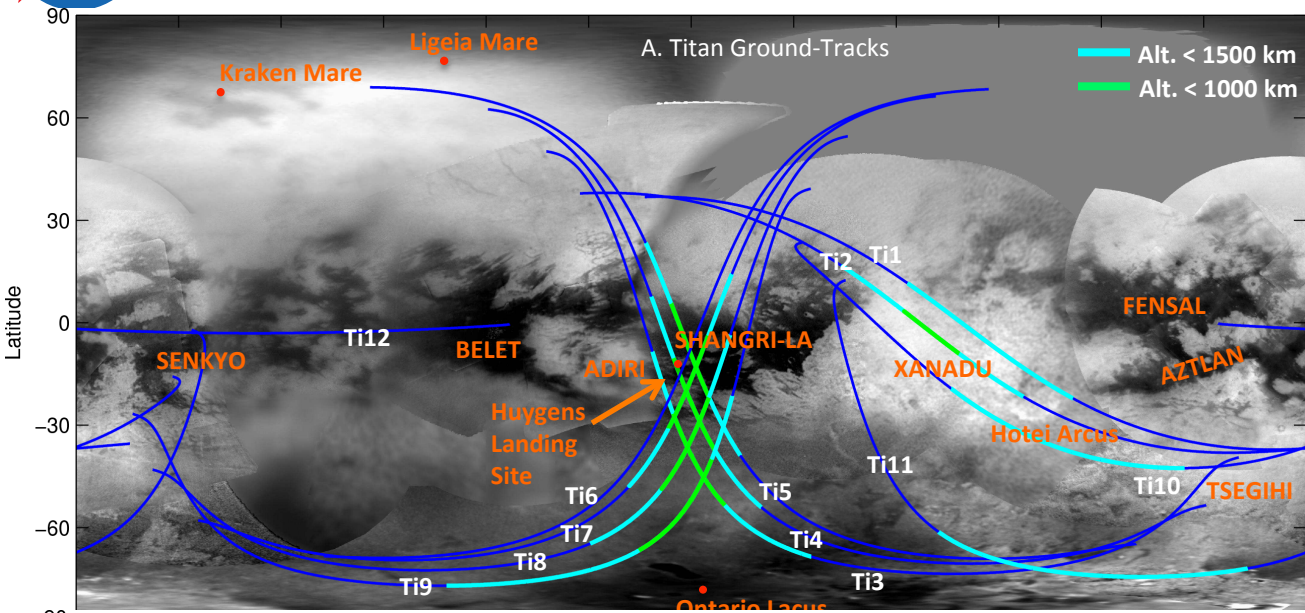 90
A. Titan Ground-Tracks
Ligeia Mare
Kraken Mare
Alt. < 1500 km
Alt. < 1000 km
60
30
Ti2
Ti1
Latitude
0
FENSAL
Ti12
SENKYO
BELET
SHANGRI-LA
ADIRI
XANADU
AZTLAN
Huygens
Landing
Site
−30
Hotei Arcus
Ti11
Ti6
Ti5
Ti10
TSEGIHI
−60
Ti7
Ti4
Ti8
Ti3
Ti9
Ontario Lacus